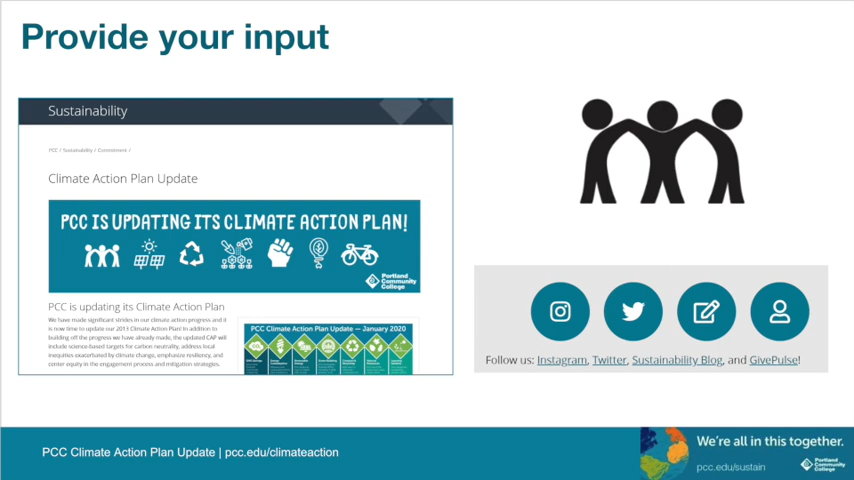 Provide your input
Sustainability
PCC / Sustainability / Commitment /
Climate Action Plan Update
PCC IS UPDATING ITS CLIMATE ACTION PLAN!
Portland
Community
College
PCC is updating its Climate Action Plan
We have made significant strides in our climate action progress and it
is now time to update our 2013 Climate Action Plan! In addition to
building off the progress we have already made, the updated CAP will
include science-based targets for carbon neutrality, address local
inequities exacerbated by climate change, emphasize resiliency, and
center equity in the engagement process and mitigation strategies.
PCC Climate Action Plan Update — January 2020
Follow us: Instagram, Twitter, Sustainability Blog, and GivePulse!
PCC Climate Action Plan Update | pcc.edu/climateaction
We're all in this together.
pcc.edu/sustain
Portland
Community
College